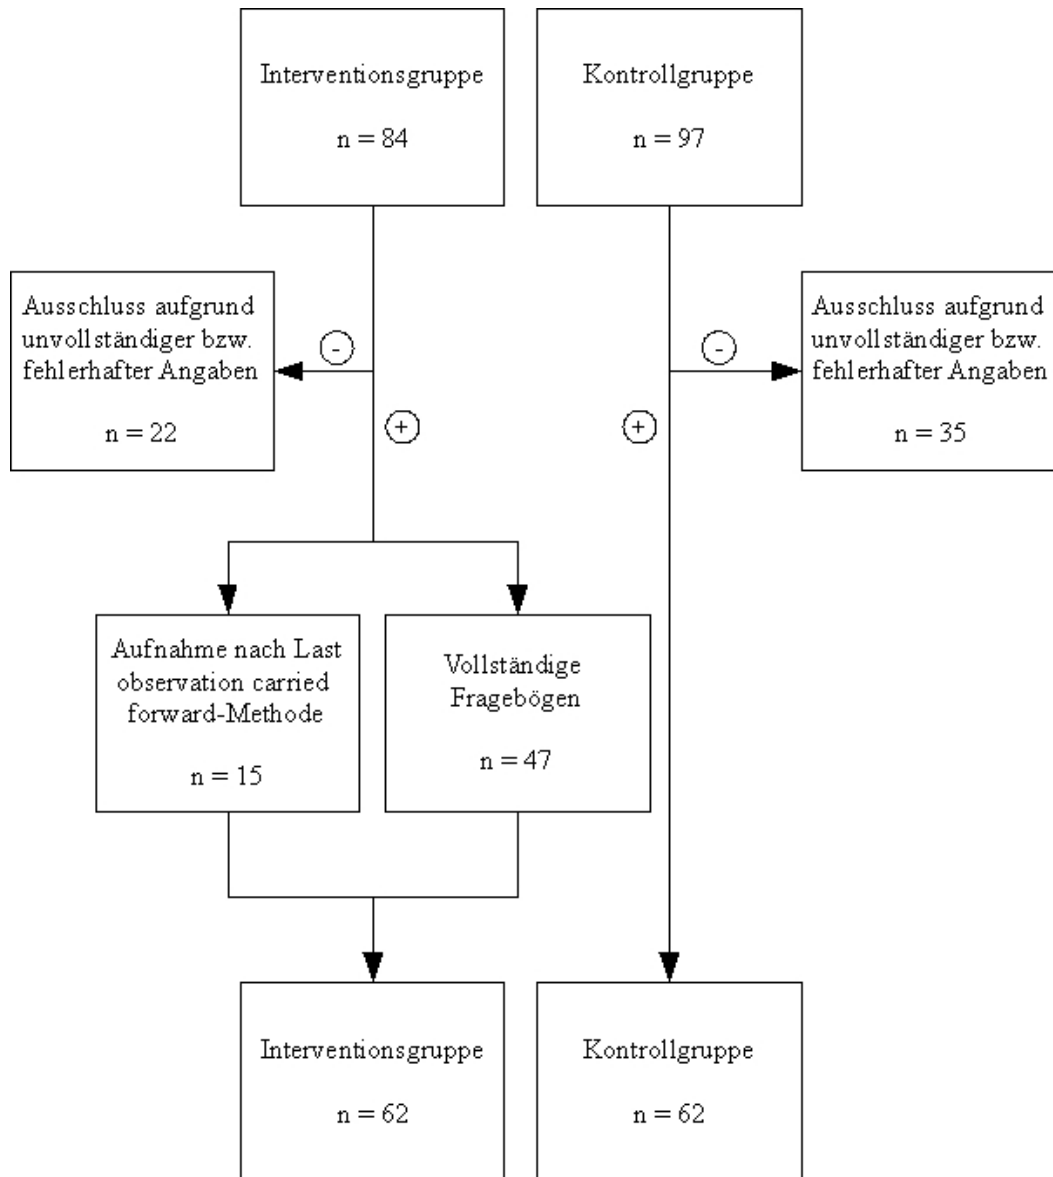 Interventionsgruppe
n = 84
Kontrollgruppe
n = 97
Ausschluss aufgrund
unvollständiger bzw.
fehlerhafter Angaben
n = 22
-
+
-
+
Ausschluss aufgrund
unvollständiger bzw.
fehlerhafter Angaben
n = 35
Aufnahme nach Last
observation carried
forward-Methode
n = 15
Vollständige
Fragebögen
n = 47
Interventionsgruppe
n = 62
Kontrollgruppe
n = 62